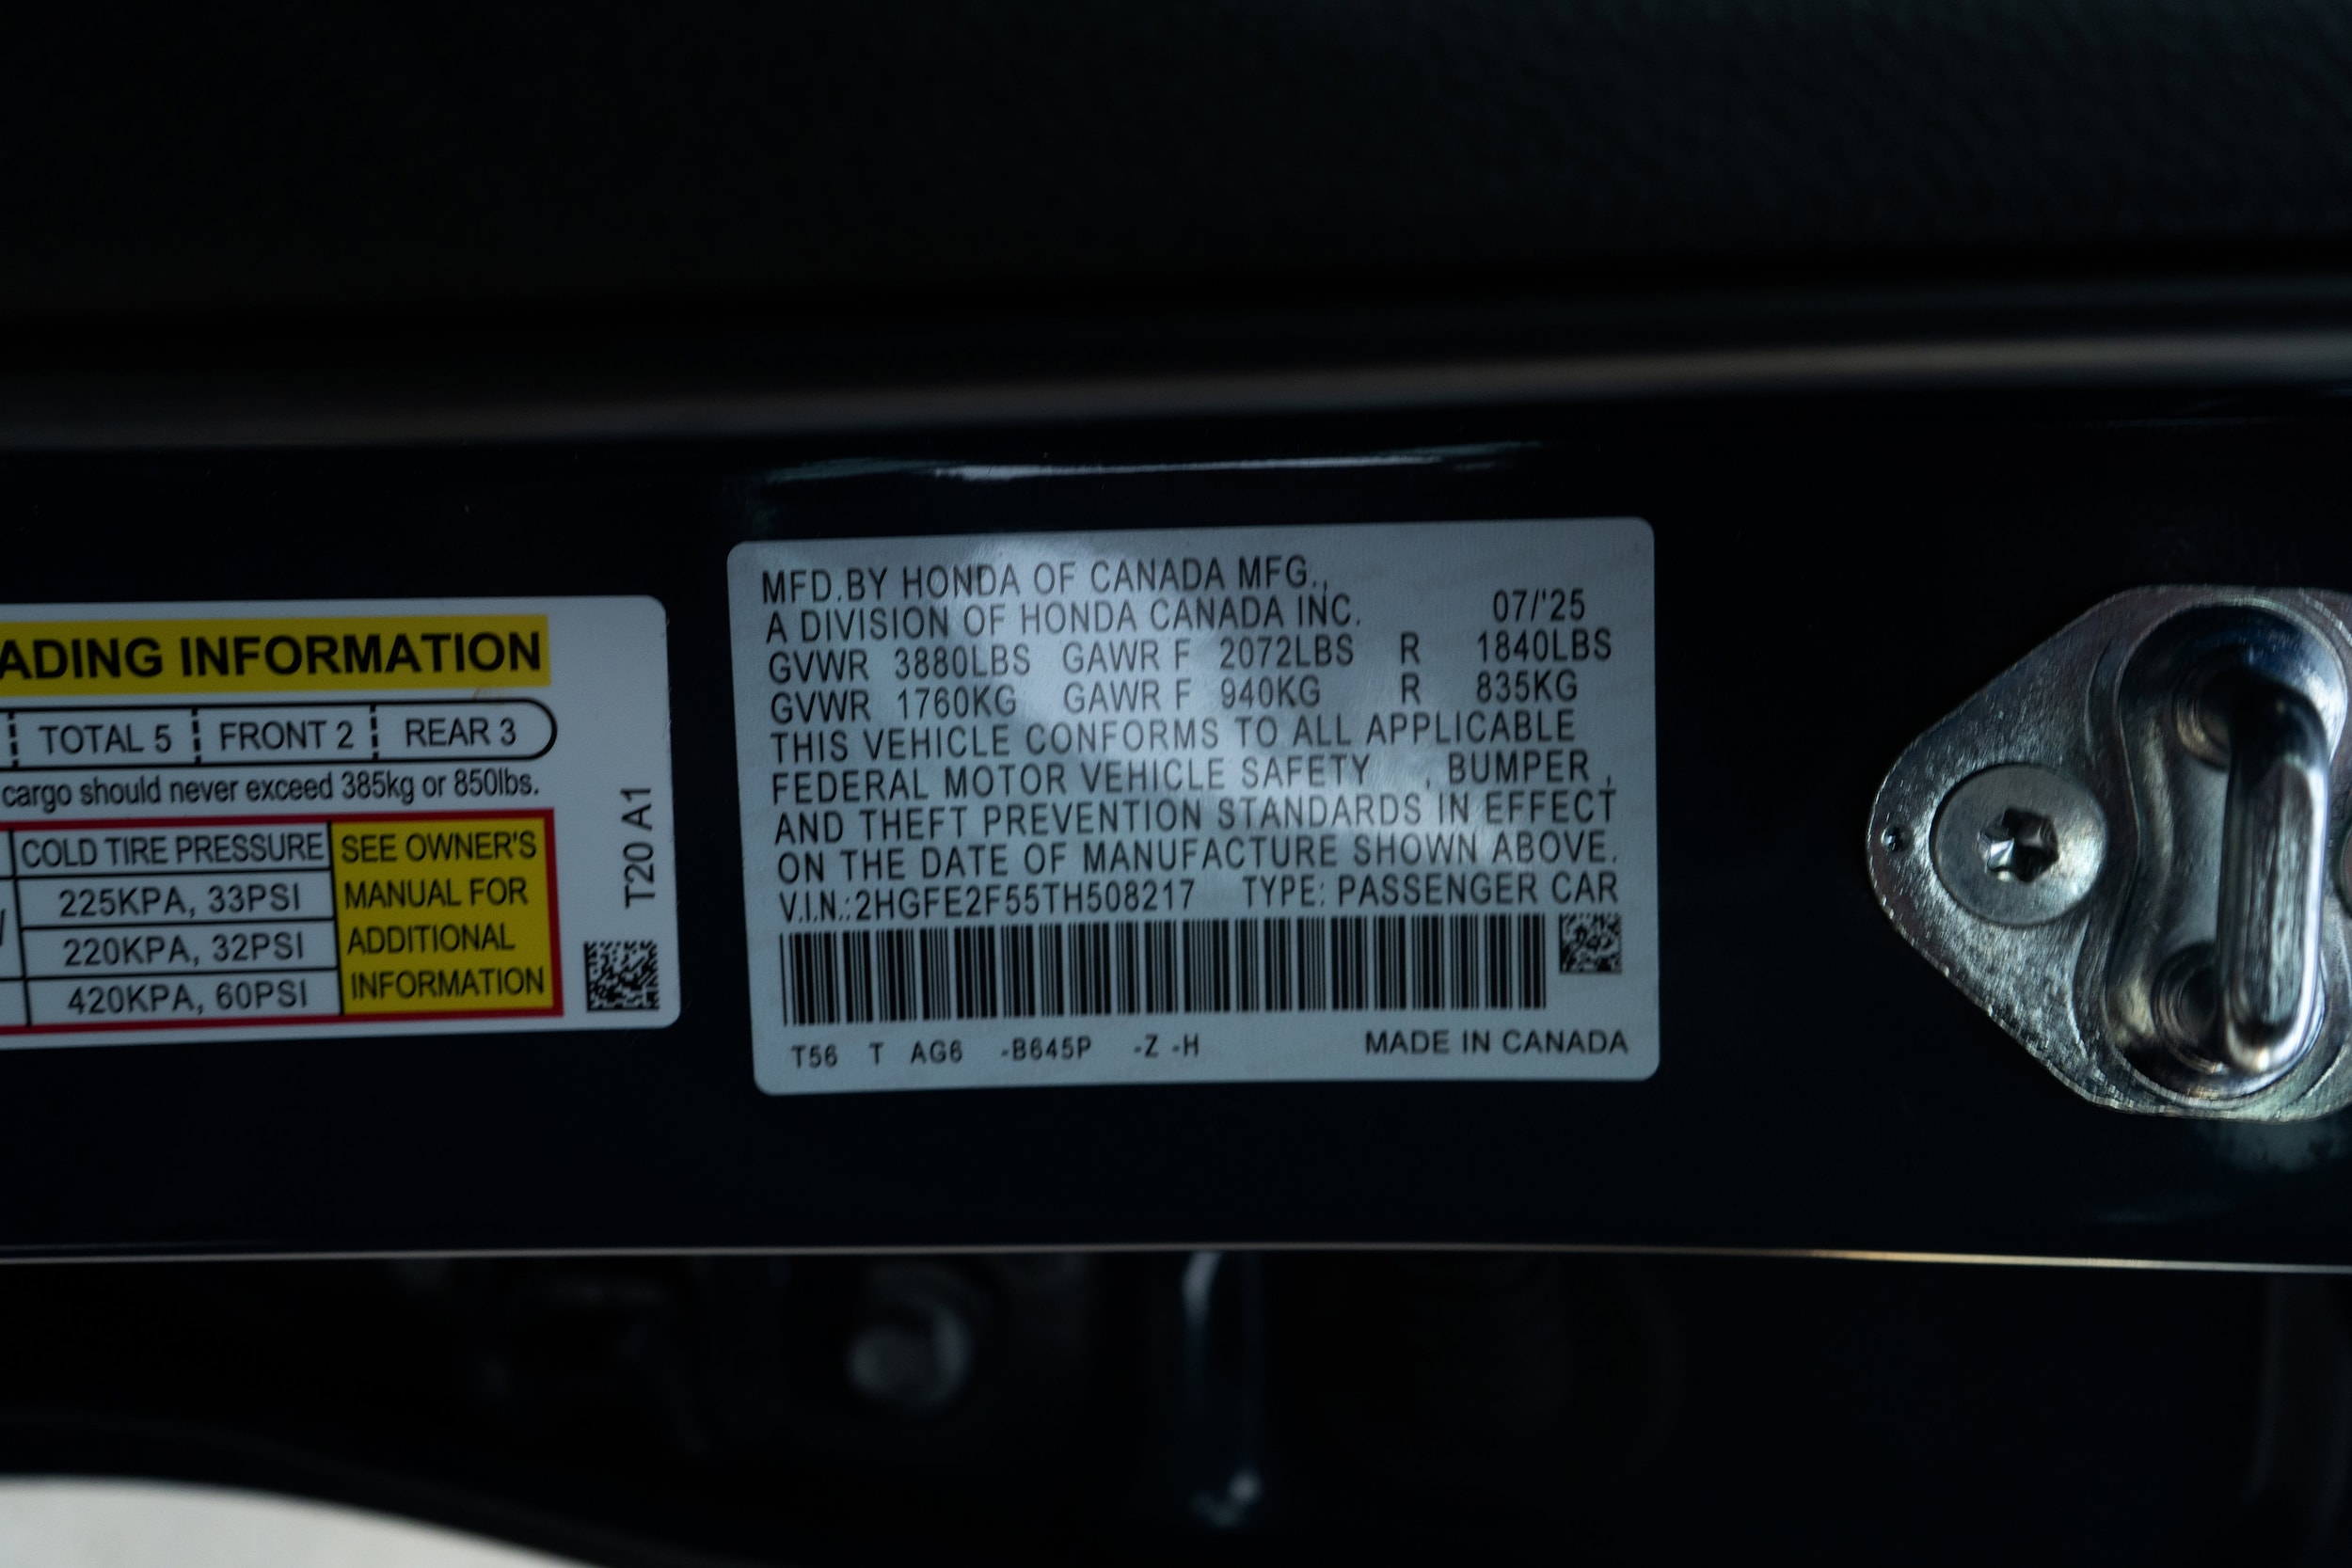 ADING INFORMATION
TOTAL 5 FRONT 2 REAR 3
cargo should never exceed 385kg or 850lbs.
COLD TIRE PRESSURE
225KPA, 33PSI
220KPA, 32PSI
420KPA, 60PSI
SEE OWNER'S
MANUAL FOR
ADDITIONAL
INFORMATION
T20 A1
MFD.BY HONDA OF CANADA MFG.,
A DIVISION OF HONDA CANADA INC. 07/'25
GVWR 3880LBS GAWR F 2072LBS R 1840LBS
GVWR 1760KG GAWR F 940KG R 835KG
THIS VEHICLE CONFORMS TO ALL APPLICABLE
FEDERAL MOTOR VEHICLE SAFETY , BUMPER ,
AND THEFT PREVENTION STANDARDS IN EFFECT
ON THE DATE OF MANUFACTURE SHOWN ABOVE.
V.I.N.:2HGFE2F55TH508217 TYPE: PASSENGER CAR
T56 T AG6 -B645P -Z -H MADE IN CANADA